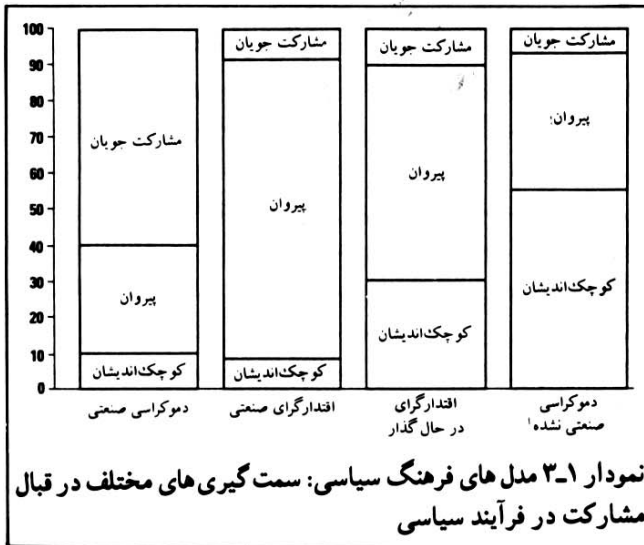 100
90
80
70
60
50
40
30
20
10
0
مشارکت جویان
پیروان
کوچک‌اندیشان
دموکراسی صنعتی
مشارکت جویان
پیروان
کوچک‌اندیشان
اقتدارگرای صنعتی
مشارکت جویان
پیروان
کوچک‌اندیشان
اقتدارگرای
در حال گذار
مشارکت جویان
پیروان
کوچک‌اندیشان
دموکراسی
صنعتی نشده۱
نمودار ۱ـ۳ مدل های فرهنگ سیاسی: سمت گیری های مختلف در قبال
مشارکت در فرآیند سیاسی